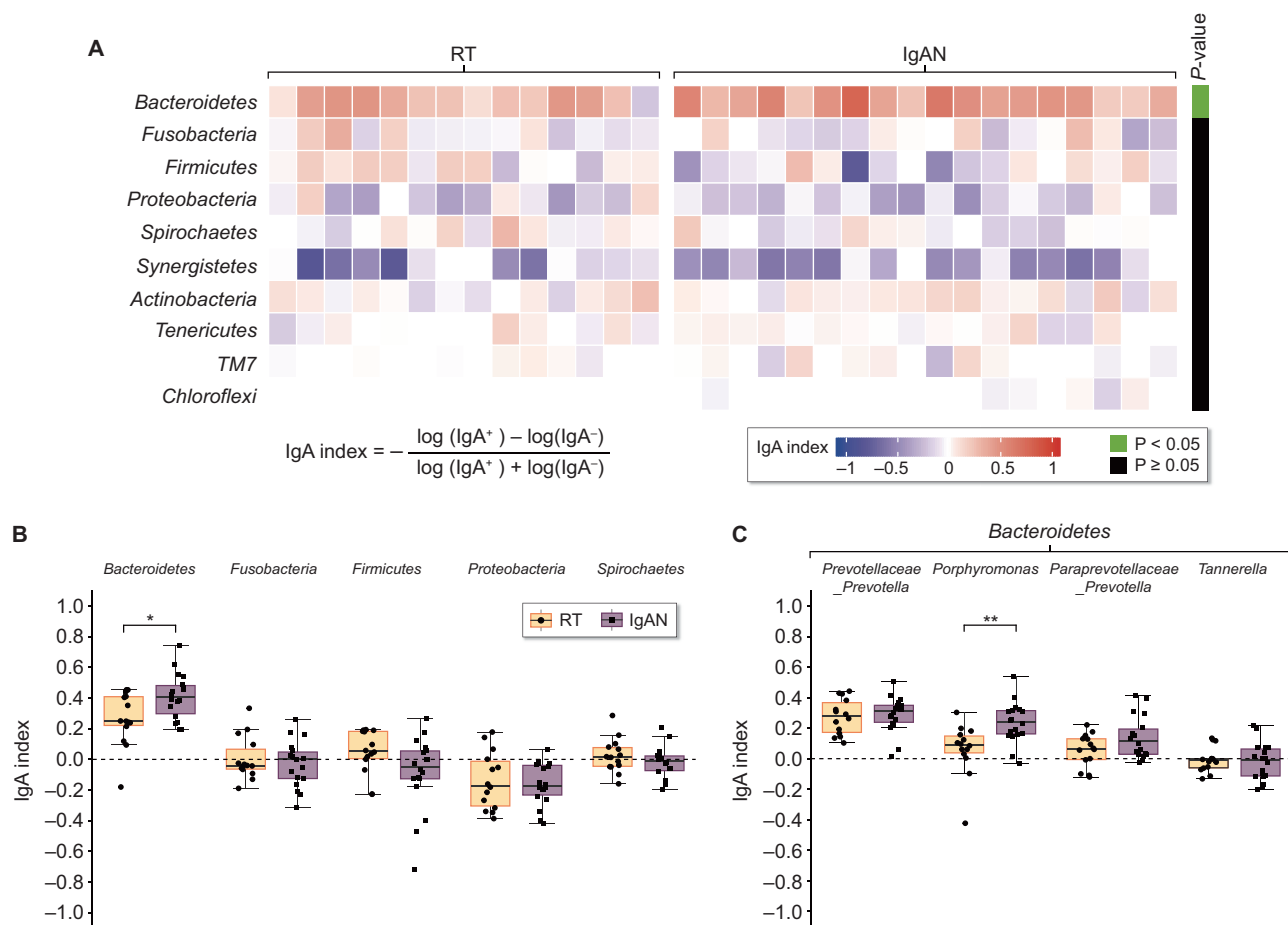 A
RT
IgAN
P-value
Bacteroidetes
Fusobacteria
Firmicutes
Proteobacteria
Spirochaetes
Synergistetes
Actinobacteria
Tenericutes
TM7
Chloroflexi
IgA index = – log (IgA⁺ ) – log(IgA⁻)
log (IgA⁺ ) + log(IgA⁻)
IgA index
–1 –0.5 0 0.5 1
P < 0.05
P ≥ 0.05
B
Bacteroidetes Fusobacteria Firmicutes Proteobacteria Spirochaetes
RT IgAN
*
IgA index
1.0
0.8
0.6
0.4
0.2
0.0
–0.2
–0.4
–0.6
–0.8
–1.0
C
Bacteroidetes
Prevotellaceae Porphyromonas Paraprevotellaceae Tannerella
_Prevotella _Prevotella
**
IgA index
1.0
0.8
0.6
0.4
0.2
0.0
–0.2
–0.4
–0.6
–0.8
–1.0